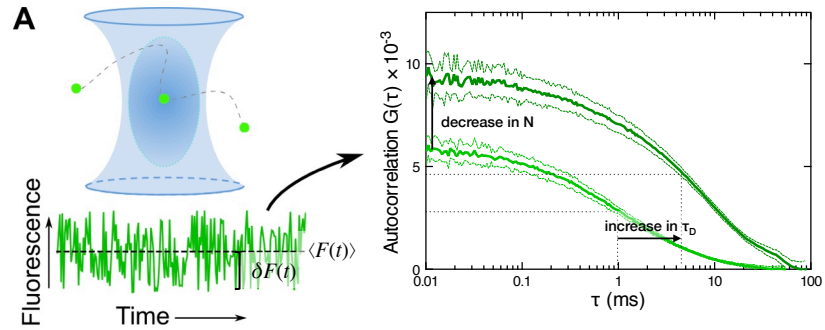 A
Fluorescence
⟨F(t)⟩
δF(t)
Time
Autocorrelation G(τ) × 10⁻³
10
5
0
decrease in N
increase in τ_D
0.01
0.1
1
10
100
τ (ms)